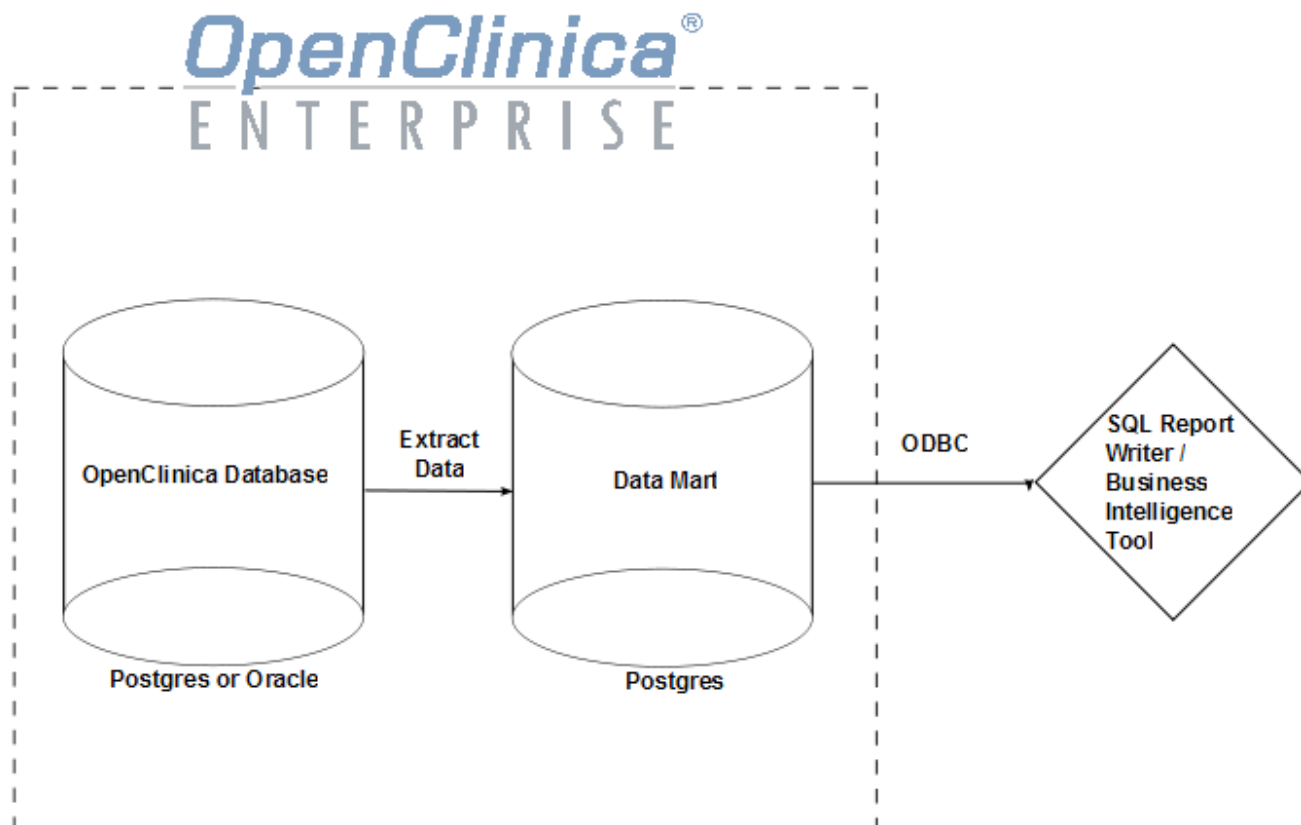 OpenClinica®
ENTERPRISE
OpenClinica Database
Extract
Data
Data Mart
ODBC
SQL Report
Writer /
Business
Intelligence
Tool
Postgres or Oracle
Postgres